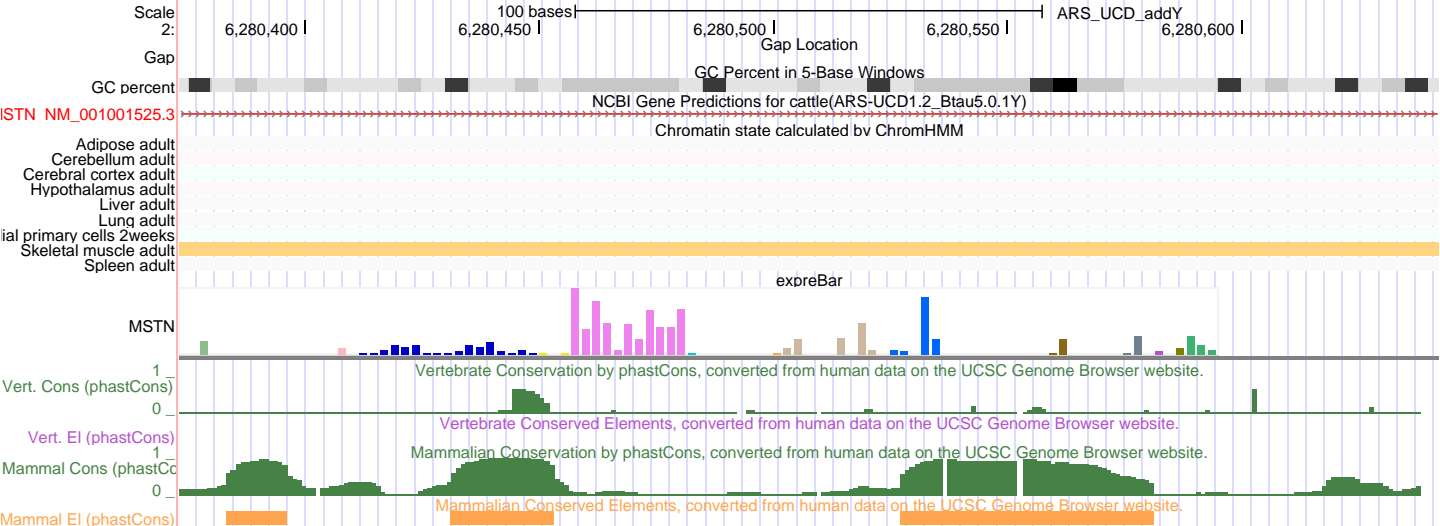 Scale 100 bases ARS_UCD_addY
2: 6,280,400 6,280,450 6,280,500 6,280,550 6,280,600
Gap Location
Gap
GC Percent in 5-Base Windows
GC percent
NCBI Gene Predictions for cattle(ARS-UCD1.2_Btau5.0.1Y)
ISTN NM_001001525.3
Chromatin state calculated by ChromHMM
Adipose adult
Cerebellum adult
Cerebral cortex adult
Hypothalamus adult
Liver adult
Lung adult
ial primary cells 2weeks
Skeletal muscle adult
Spleen adult
expreBar
MSTN
Vertebrate Conservation by phastCons, converted from human data on the UCSC Genome Browser website.
1 _
Vert. Cons (phastCons)
0 _
Vertebrate Conserved Elements, converted from human data on the UCSC Genome Browser website.
Vert. El (phastCons)
Mammalian Conservation by phastCons, converted from human data on the UCSC Genome Browser website.
1 _
Mammal Cons (phastCc
0 _
Mammalian Conserved Elements, converted from human data on the UCSC Genome Browser website.
Mammal El (phastCons)